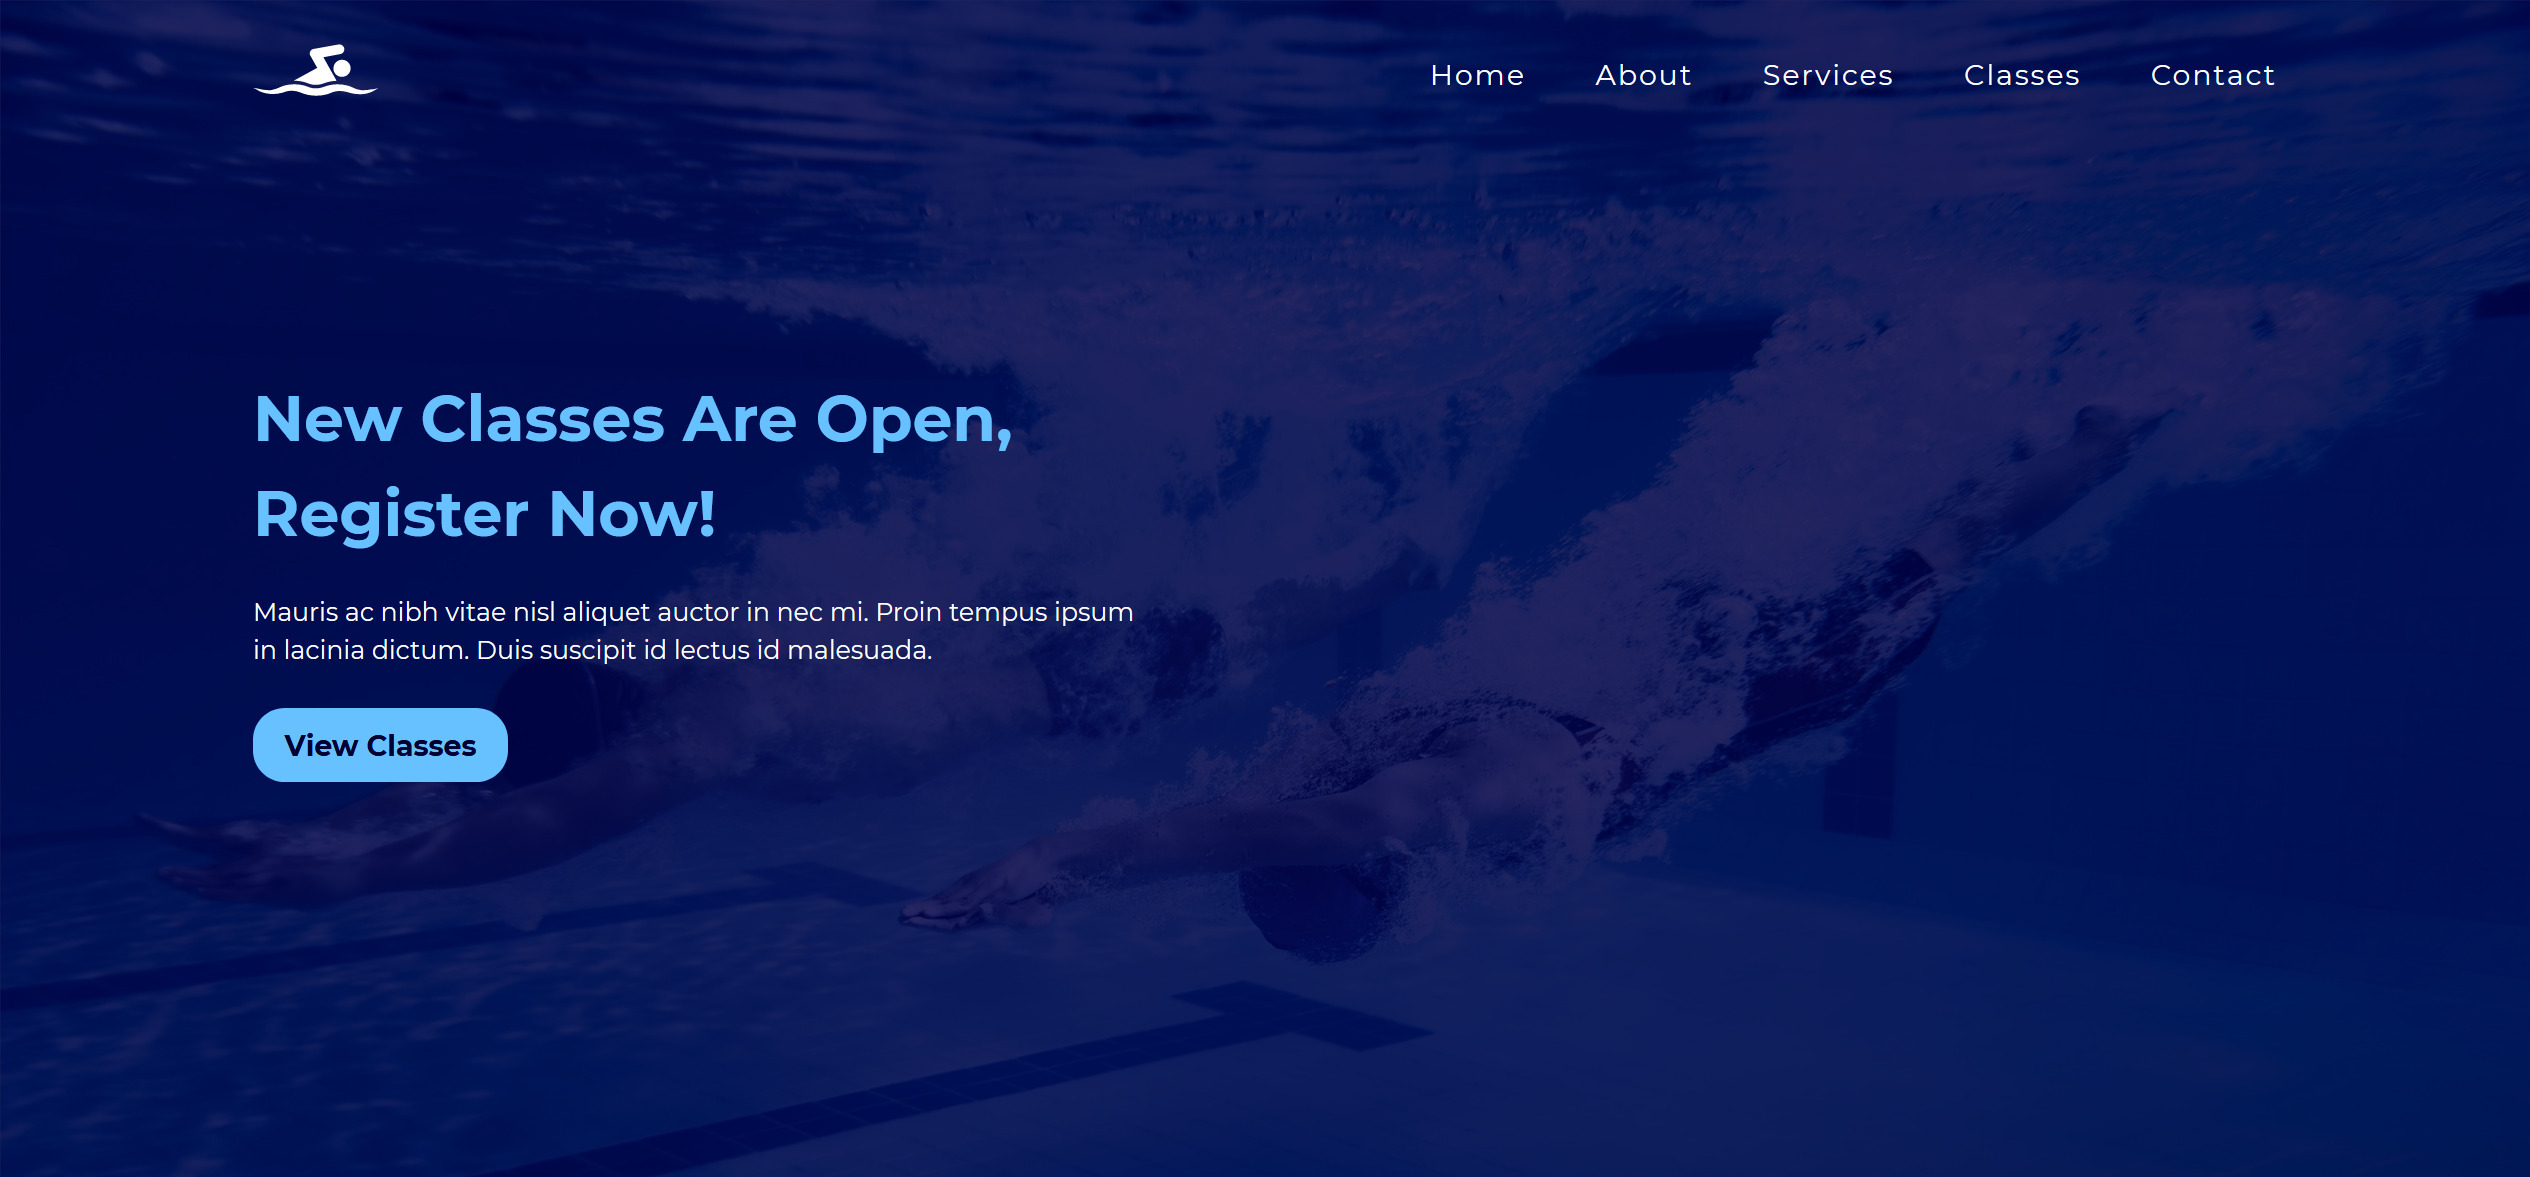 Home
About
Services
Classes
Contact
New Classes Are Open,
Register Now!
Mauris ac nibh vitae nisl aliquet auctor in nec mi. Proin tempus ipsum
in lacinia dictum. Duis suscipit id lectus id malesuada.
View Classes